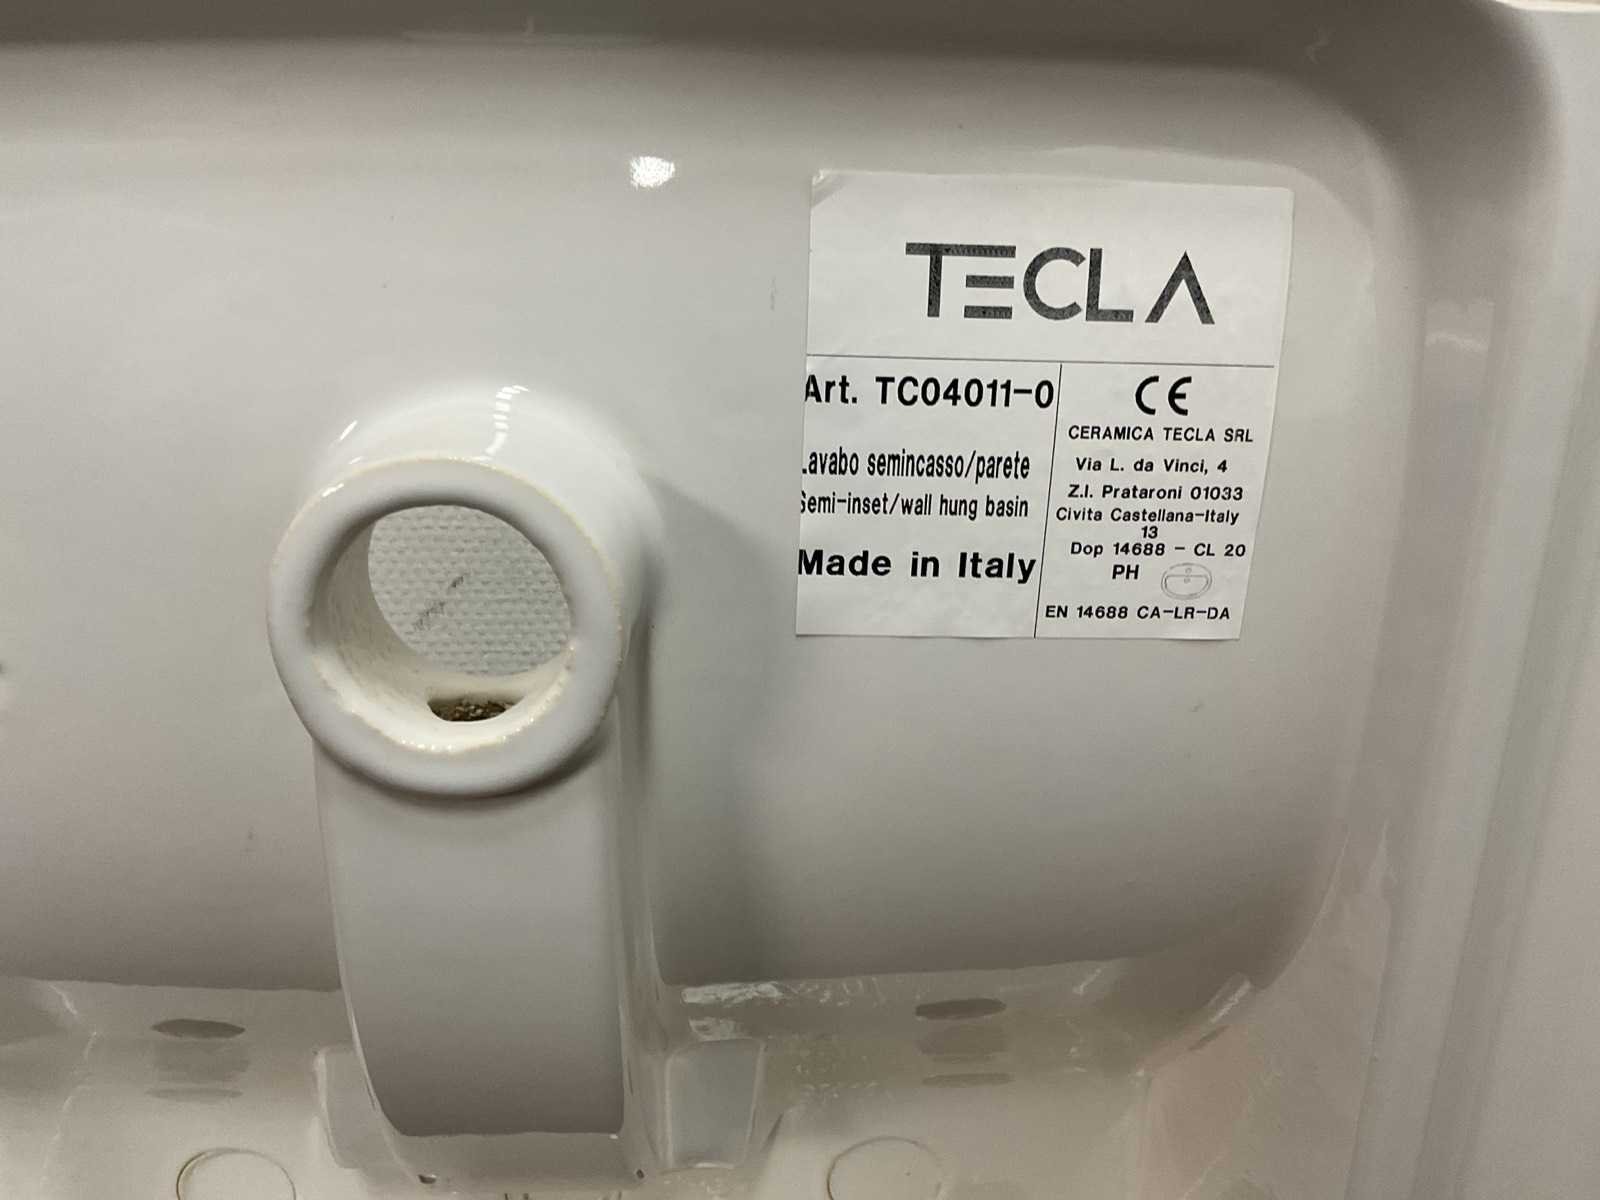 TECLA
Art. TC04011-0
Lavabo semincasso/parete
Semi-inset/wall hung basin
Made in Italy
CE
CERAMICA TECLA SRL
Via L. da Vinci, 4
Z.I. Prataroni 01033
Civita Castellana-Italy
13
Dop 14688 - CL 20
PH
EN 14688 CA-LR-DA